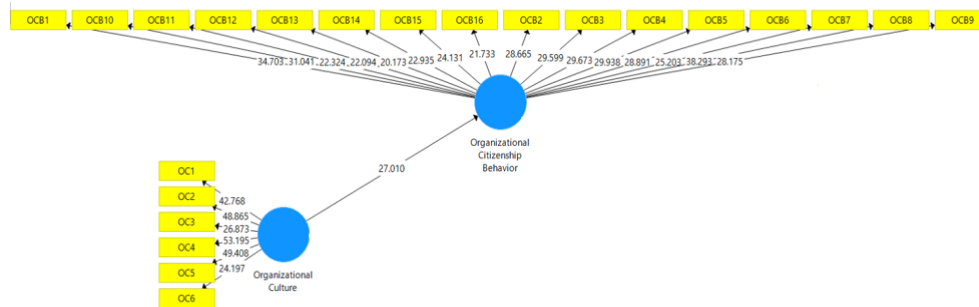 OCB1 OCB10 OCB11 OCB12 OCB13 OCB14 OCB15 OCB16 OCB2 OCB3 OCB4 OCB5 OCB6 OCB7 OCB8 OCB9
34.703 31.041 22.324 22.094 20.173 22.935 24.131 21.733 28.665 29.599 29.673 29.938 28.891 25.203 38.293 28.175
Organizational
Citizenship
Behavior
27.010
OC1
42.768
OC2
48.865
OC3
26.873
53.195
OC4
49.408
OC5
24.197
OC6
Organizational
Culture